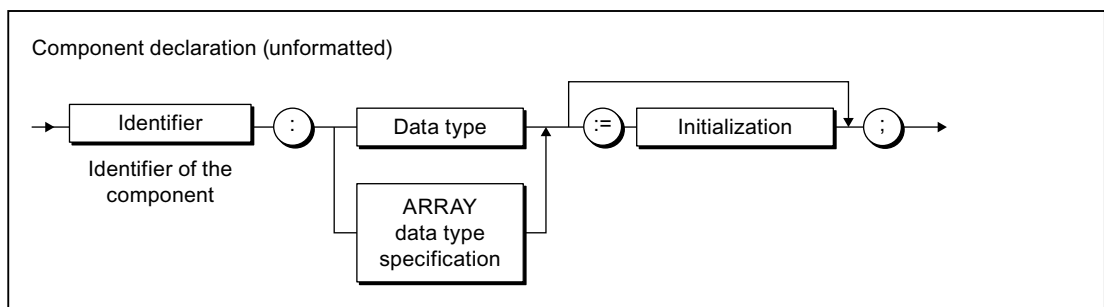 Component declaration (unformatted)
Identifier
:
Data type
:=
Initialization
;
Identifier of the
component
ARRAY
data type
specification